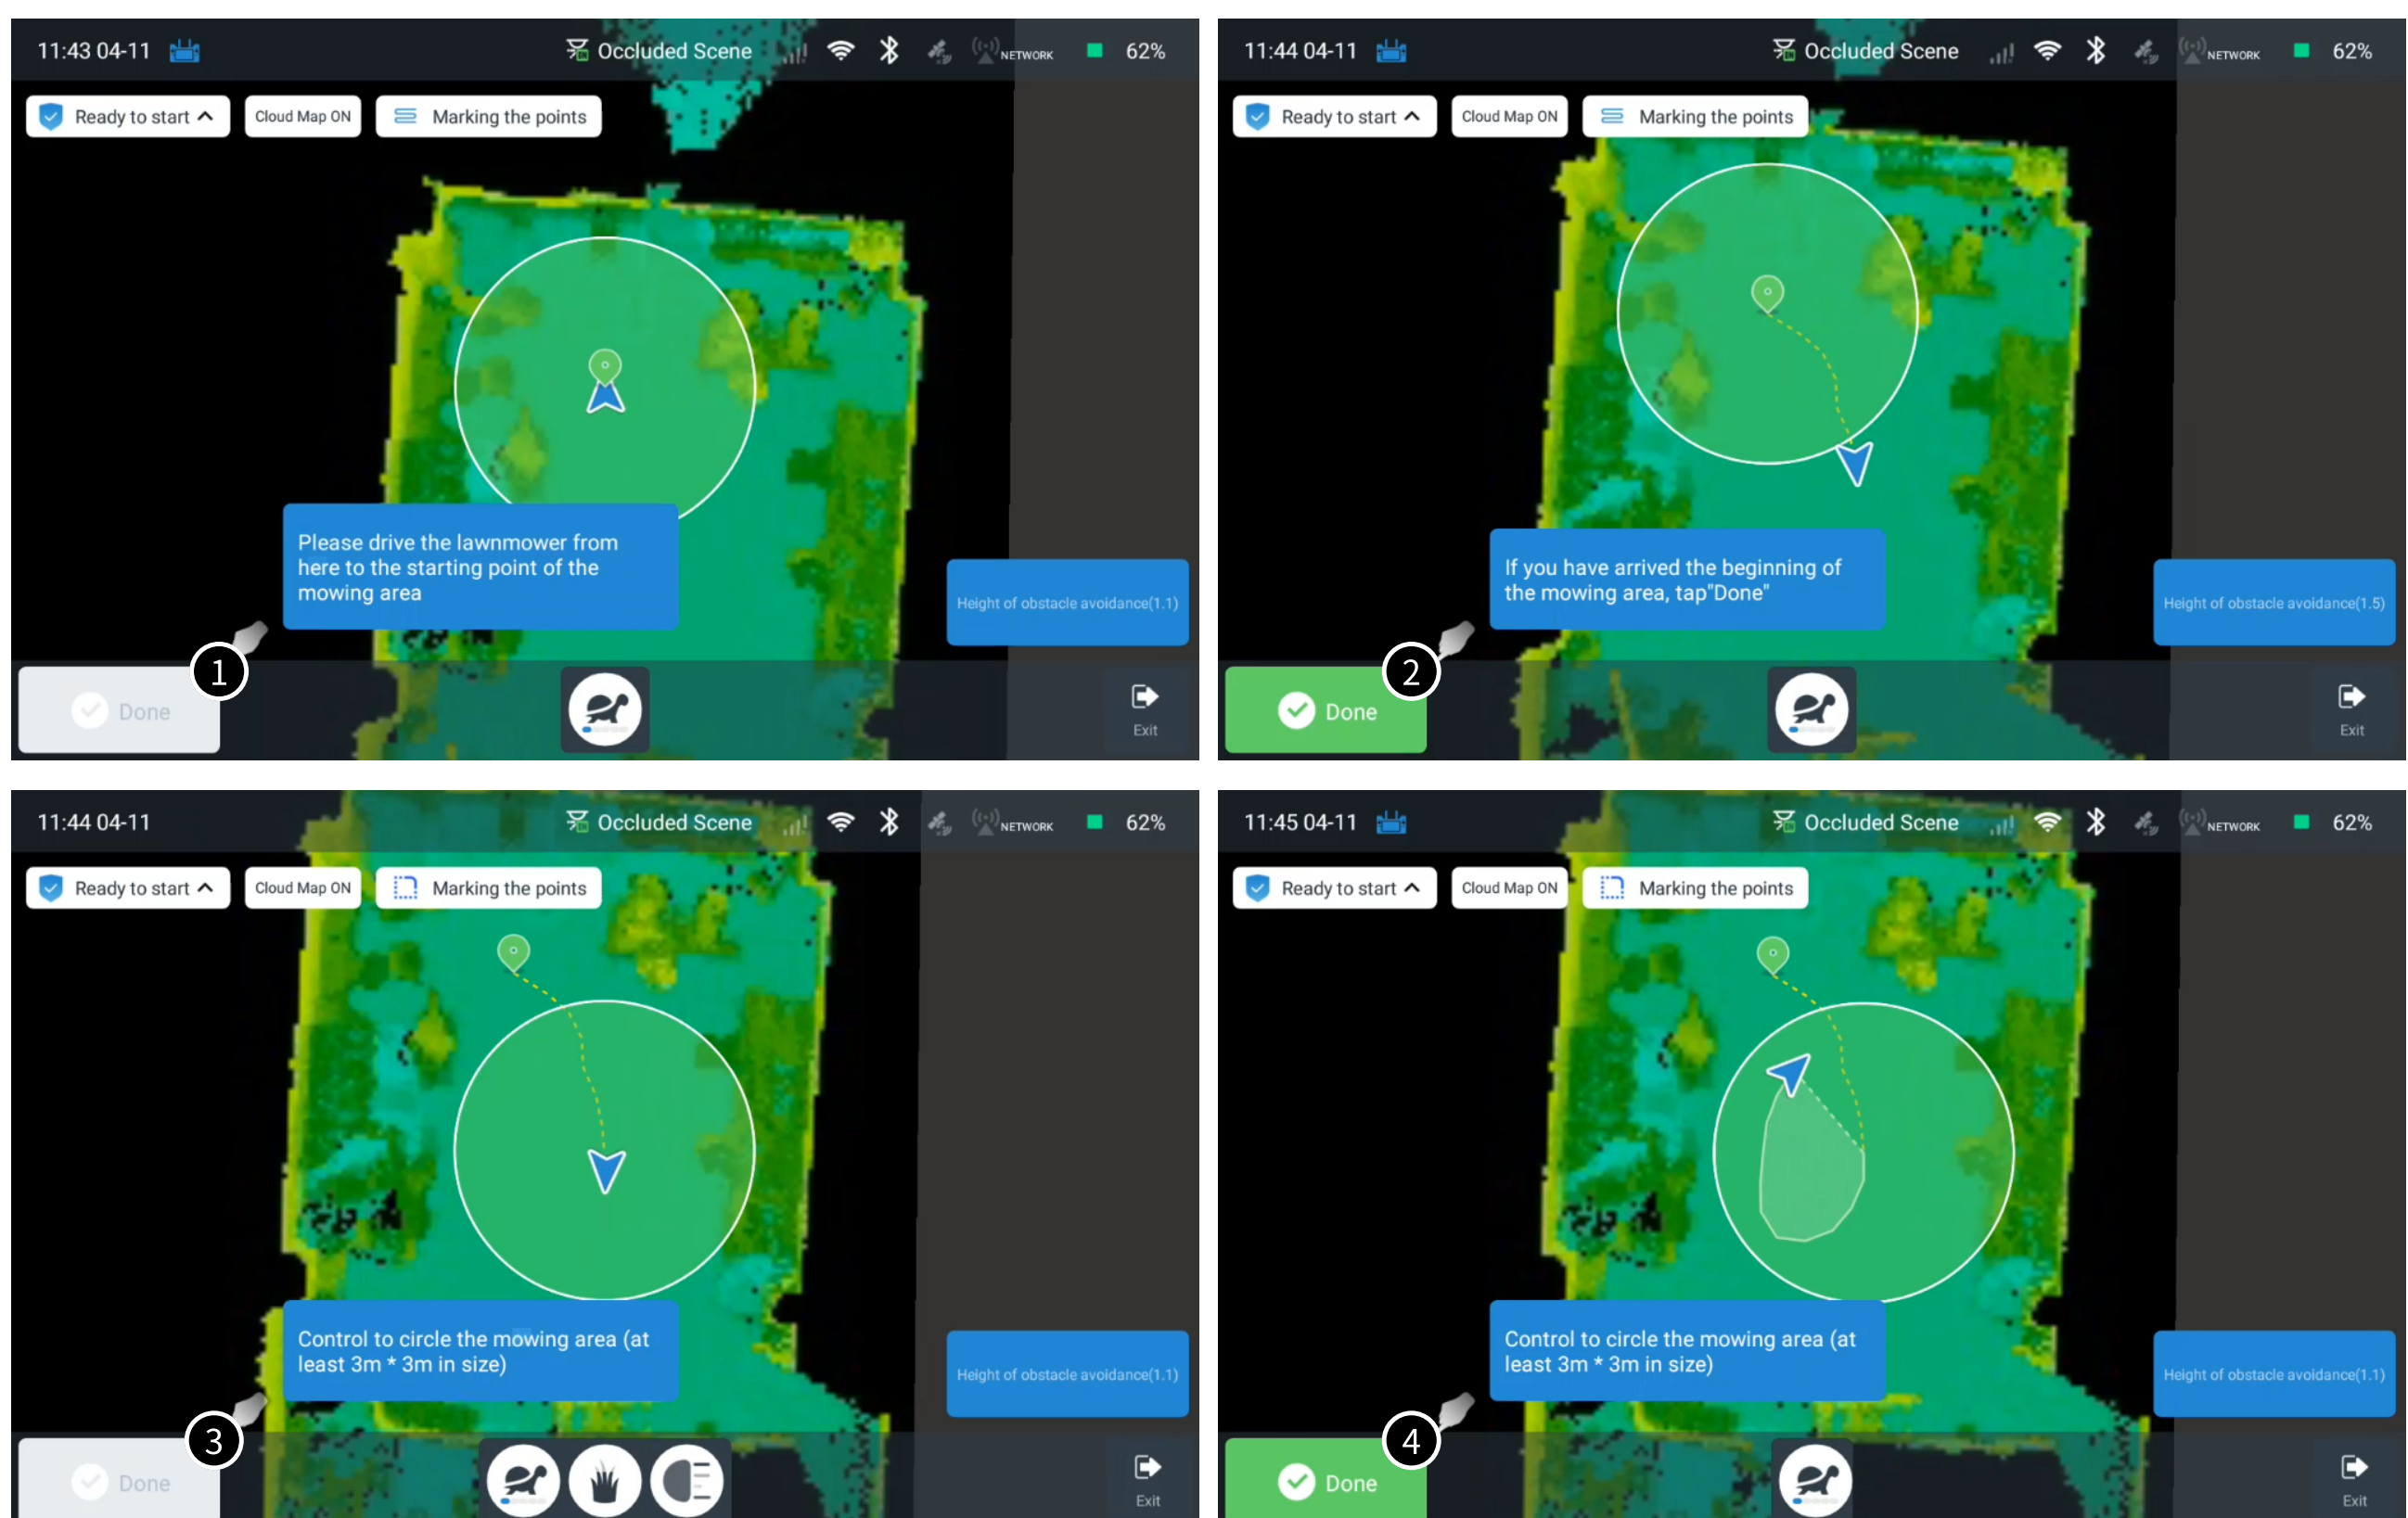 11:43 04-11
Occluded Scene
NETWORK
62%
Ready to start
Cloud Map ON
Marking the points
Please drive the lawnmower from
here to the starting point of the
mowing area
Height of obstacle avoidance(1.1)
1
Done
Exit
11:44 04-11
Occluded Scene
NETWORK
62%
Ready to start
Cloud Map ON
Marking the points
If you have arrived the beginning of
the mowing area, tap"Done"
Height of obstacle avoidance(1.5)
2
Done
Exit
11:44 04-11
Occluded Scene
NETWORK
62%
Ready to start
Cloud Map ON
Marking the points
Control to circle the mowing area (at
least 3m * 3m in size)
Height of obstacle avoidance(1.1)
3
Done
Exit
11:45 04-11
Occluded Scene
NETWORK
62%
Ready to start
Cloud Map ON
Marking the points
Control to circle the mowing area (at
least 3m * 3m in size)
Height of obstacle avoidance(1.1)
4
Done
Exit